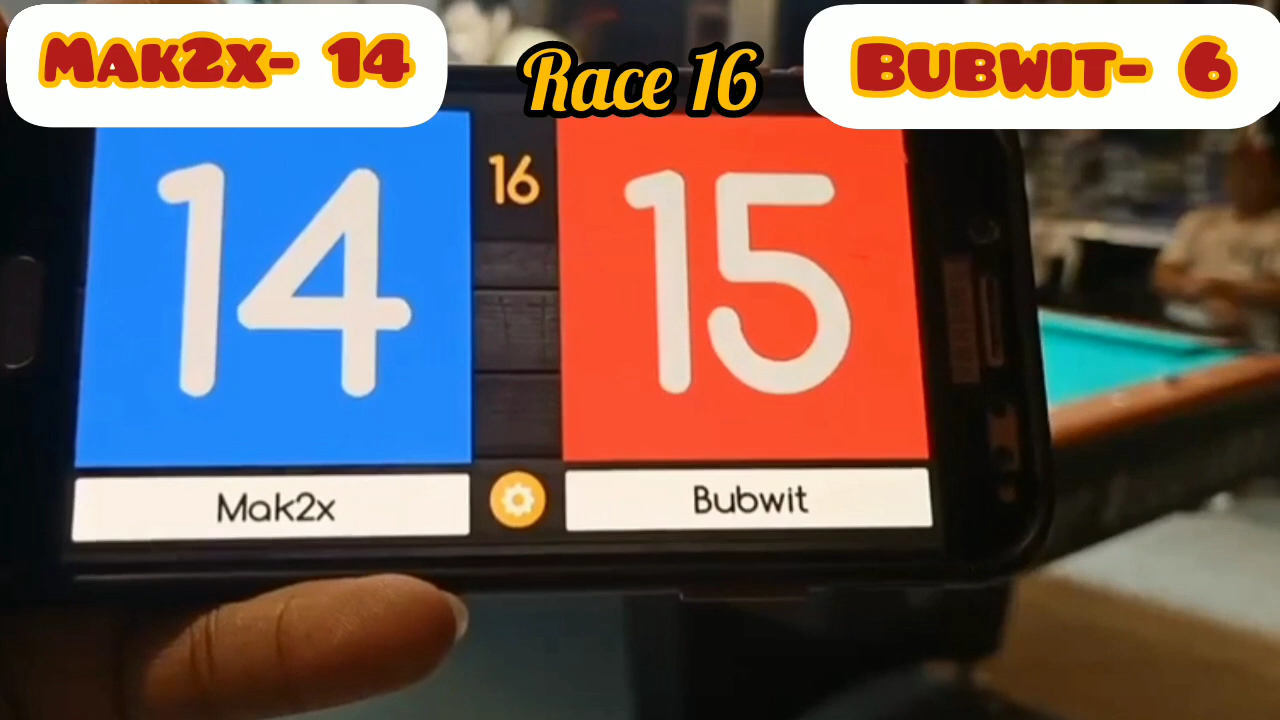 Mak2x- 14
Race 16
Bubwit- 6
14
16
15
Mak2x
Bubwit